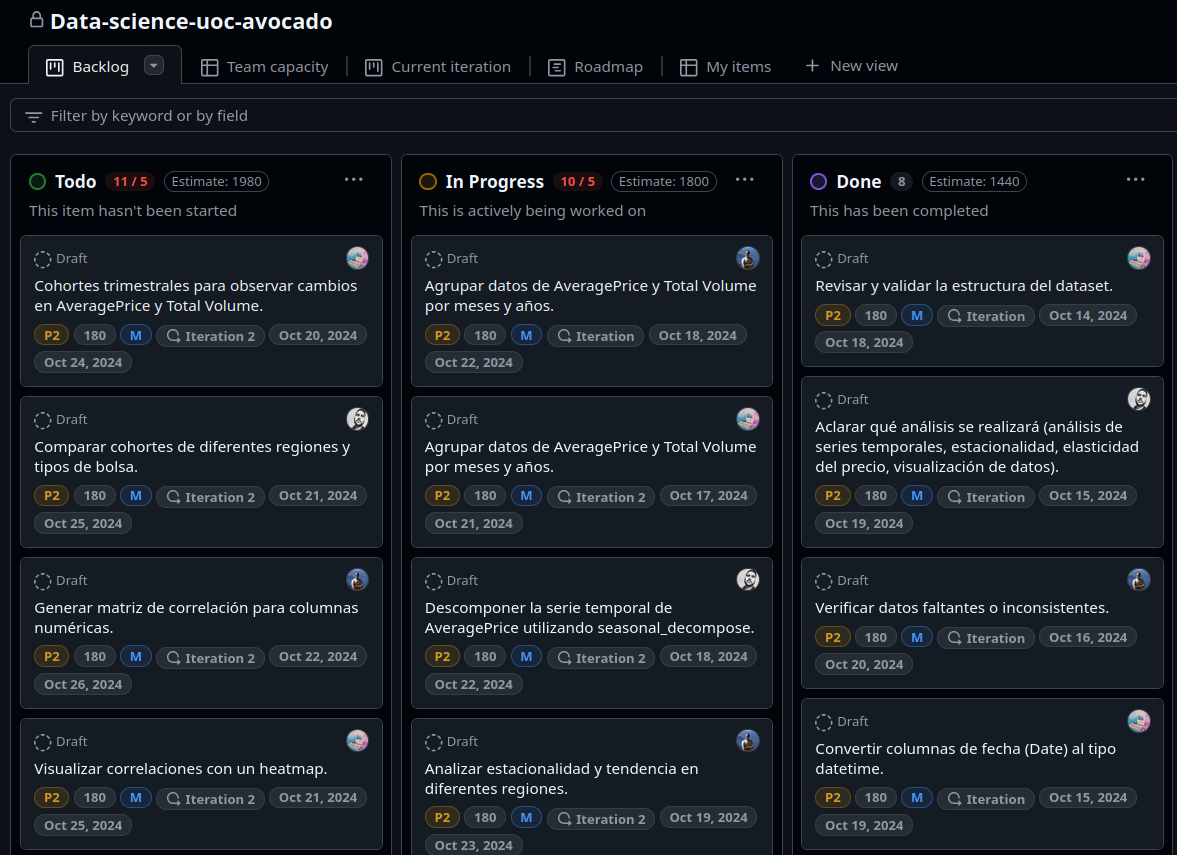 Data-science-uoc-avocado
Backlog
Team capacity
Current iteration
Roadmap
My items
New view
Filter by keyword or by field
Todo 11 / 5 Estimate: 1980
This item hasn't been started
Draft
Cohortes trimestrales para observar cambios
en AveragePrice y Total Volume.
P2 180 M Iteration 2 Oct 20, 2024
Oct 24, 2024
Draft
Comparar cohortes de diferentes regiones y
tipos de bolsa.
P2 180 M Iteration 2 Oct 21, 2024
Oct 25, 2024
Draft
Generar matriz de correlación para columnas
numéricas.
P2 180 M Iteration 2 Oct 22, 2024
Oct 26, 2024
Draft
Visualizar correlaciones con un heatmap.
P2 180 M Iteration 2 Oct 21, 2024
Oct 25, 2024
In Progress 10 / 5 Estimate: 1800
This is actively being worked on
Draft
Agrupar datos de AveragePrice y Total Volume
por meses y años.
P2 180 M Iteration Oct 18, 2024
Oct 22, 2024
Draft
Agrupar datos de AveragePrice y Total Volume
por meses y años.
P2 180 M Iteration 2 Oct 17, 2024
Oct 21, 2024
Draft
Descomponer la serie temporal de
AveragePrice utilizando seasonal_decompose.
P2 180 M Iteration 2 Oct 18, 2024
Oct 22, 2024
Draft
Analizar estacionalidad y tendencia en
diferentes regiones.
P2 180 M Iteration 2 Oct 19, 2024
Oct 23, 2024
Done 8 Estimate: 1440
This has been completed
Draft
Revisar y validar la estructura del dataset.
P2 180 M Iteration Oct 14, 2024
Oct 18, 2024
Draft
Aclarar qué análisis se realizará (análisis de
series temporales, estacionalidad, elasticidad
del precio, visualización de datos).
P2 180 M Iteration Oct 15, 2024
Oct 19, 2024
Draft
Verificar datos faltantes o inconsistentes.
P2 180 M Iteration Oct 16, 2024
Oct 20, 2024
Draft
Convertir columnas de fecha (Date) al tipo
datetime.
P2 180 M Iteration Oct 15, 2024
Oct 19, 2024